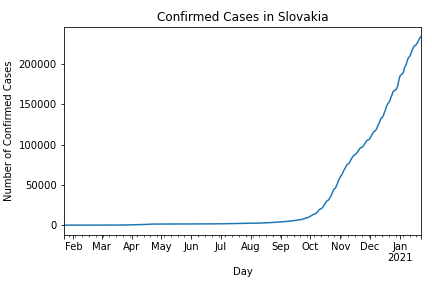 Confirmed Cases in Slovakia
Number of Confirmed Cases
200000
150000
100000
50000
0
Feb Mar Apr May Jun Jul Aug Sep Oct Nov Dec Jan
2021
Day